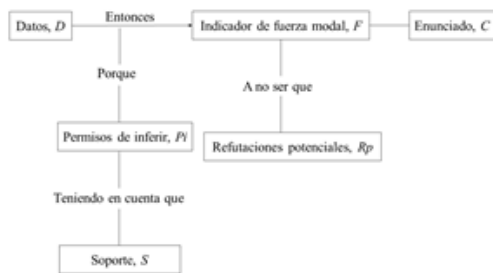 Entonces
Datos, D
Indicador de fuerza modal, F
Enunciado, C
Porque
A no ser que
Permisos de inferir, Pi
Refutaciones potenciales, Rp
Teniendo en cuenta que
Soporte, S